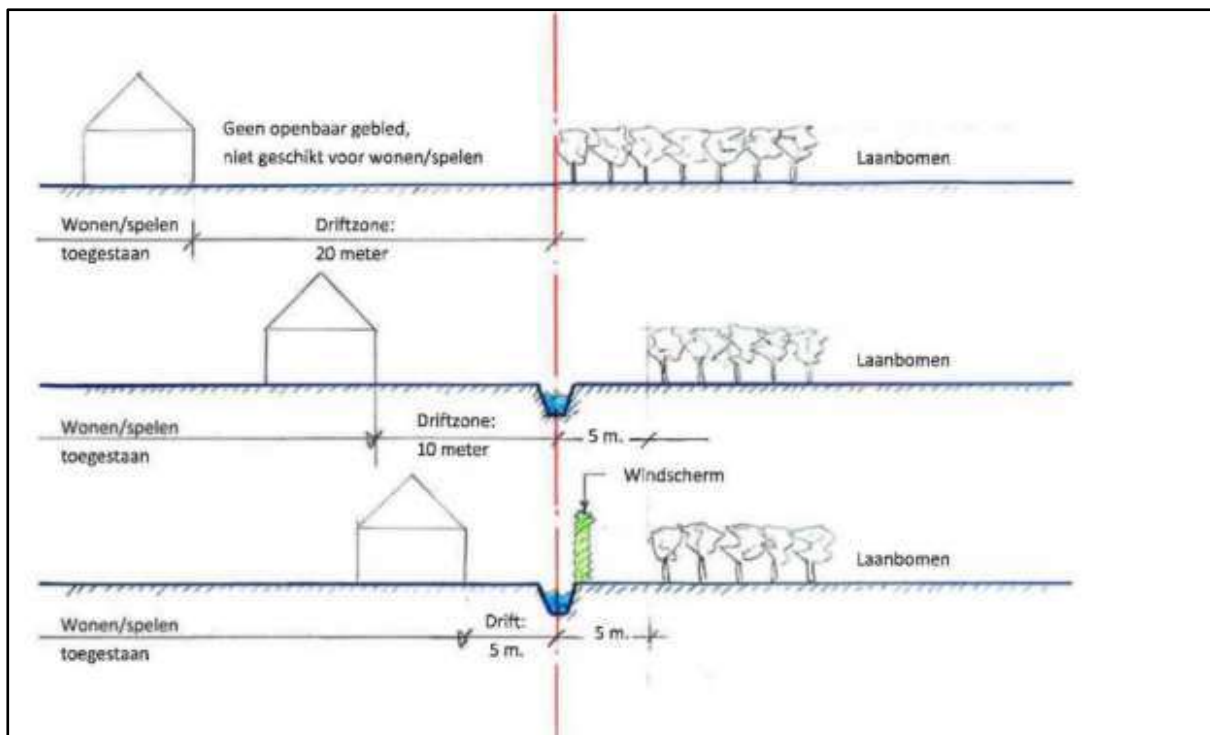 Geen openbaar gebied,
niet geschikt voor wonen/spelen
Laanbomen
Wonen/spelen
toegestaan
Driftzone:
20 meter
Laanbomen
Wonen/spelen
toegestaan
Driftzone:
10 meter
5 m.
Windscherm
Laanbomen
Wonen/spelen
toegestaan
Drift:
5 m.
5 m.